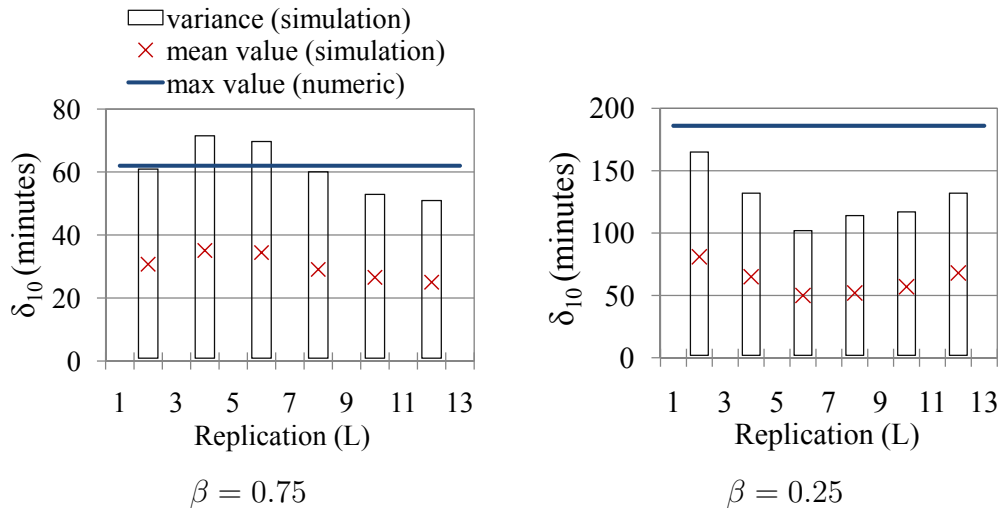 variance (simulation)
mean value (simulation)
max value (numeric)
80
60
40
20
0
δ10 (minutes)
1 3 5 7 9 11 13
Replication (L)
β = 0.75
200
150
100
50
0
δ10 (minutes)
1 3 5 7 9 11 13
Replication (L)
β = 0.25